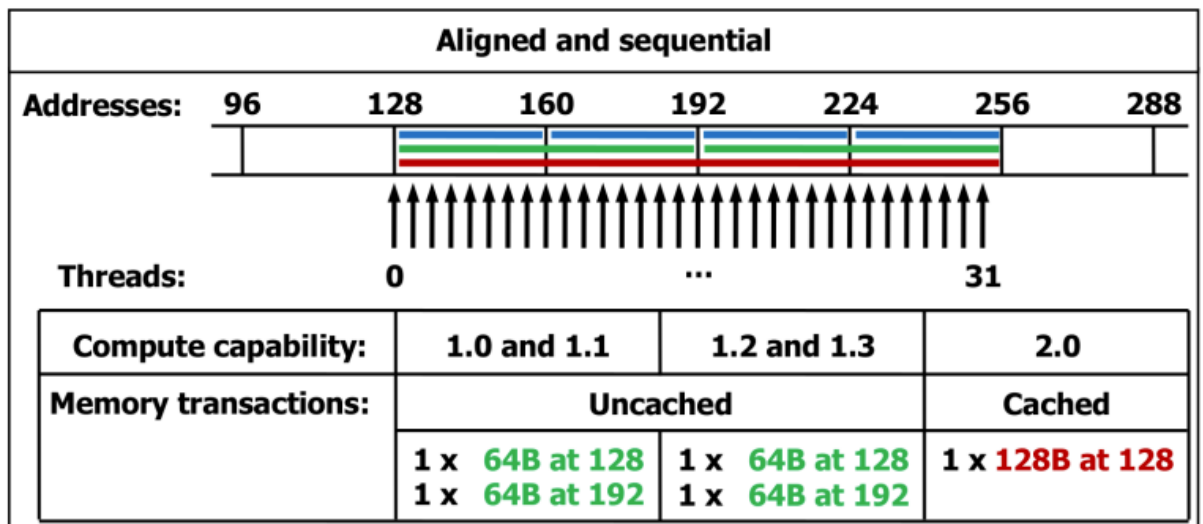 Aligned and sequential
Addresses: 96 128 160 192 224 256 288
Threads: 0 ... 31
Compute capability: 1.0 and 1.1 1.2 and 1.3 2.0
Memory transactions: Uncached Cached
1 x 64B at 128 1 x 64B at 128 1 x 128B at 128
1 x 64B at 192 1 x 64B at 192